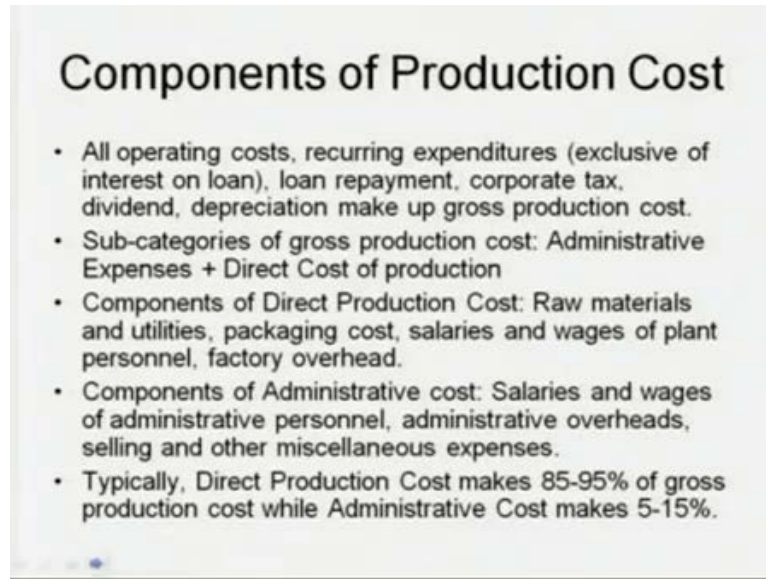 Components of Production Cost
• All operating costs, recurring expenditures (exclusive of
interest on loan), loan repayment, corporate tax,
dividend, depreciation make up gross production cost.
• Sub-categories of gross production cost: Administrative
Expenses + Direct Cost of production
• Components of Direct Production Cost: Raw materials
and utilities, packaging cost, salaries and wages of plant
personnel, factory overhead.
• Components of Administrative cost: Salaries and wages
of administrative personnel, administrative overheads,
selling and other miscellaneous expenses.
• Typically, Direct Production Cost makes 85-95% of gross
production cost while Administrative Cost makes 5-15%.